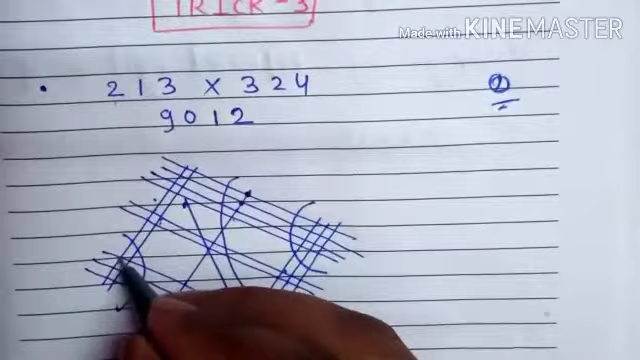 TRICK - 3
Made with KINEMASTER
213 x 324
2
9012